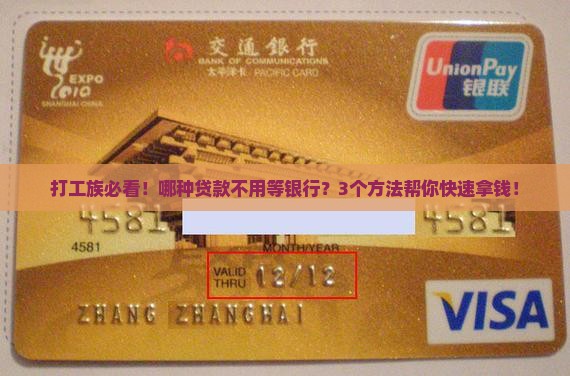 EXPO
2010
SHANGHAI CHINA
交通銀行
BANK OF COMMUNICATIONS
太平洋卡 PACIFIC CARD
UnionPay
银联
打工族必看！哪种贷款不用等银行？3个方法帮你快速拿钱！
4581 4581
4581
MONTH/YEAR
VALID THRU 12/12
ZHANG ZHANGHAI
VISA